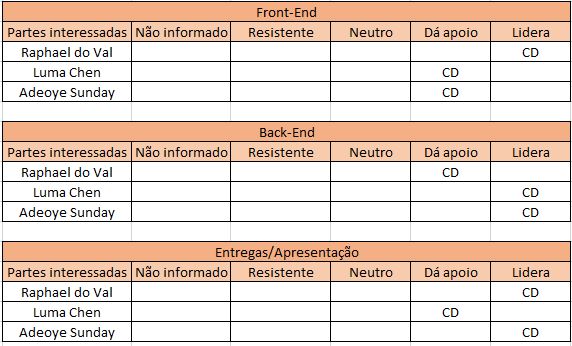 Front-End
Partes interessadas Não informado Resistente Neutro Dá apoio Lidera
Raphael do Val CD
Luma Chen CD
Adeoye Sunday CD
Back-End
Partes interessadas Não informado Resistente Neutro Dá apoio Lidera
Raphael do Val CD
Luma Chen CD
Adeoye Sunday CD
Entregas/Apresentação
Partes interessadas Não informado Resistente Neutro Dá apoio Lidera
Raphael do Val CD
Luma Chen CD
Adeoye Sunday CD